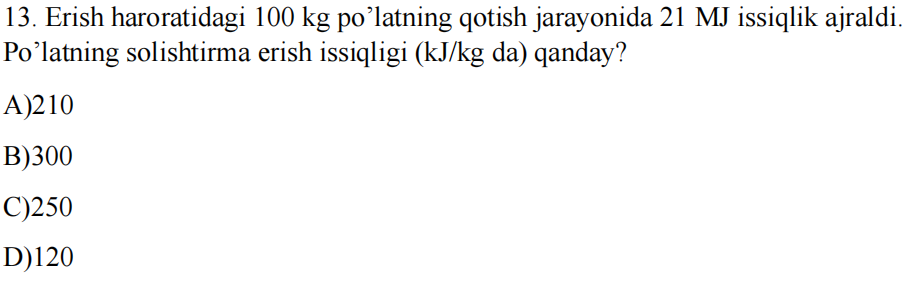 13. Erish haroratidagi 100 kg po’latning qotish jarayonida 21 MJ issiqlik ajraldi.
Po’latning solishtirma erish issiqligi (kJ/kg da) qanday?
A)210
B)300
C)250
D)120